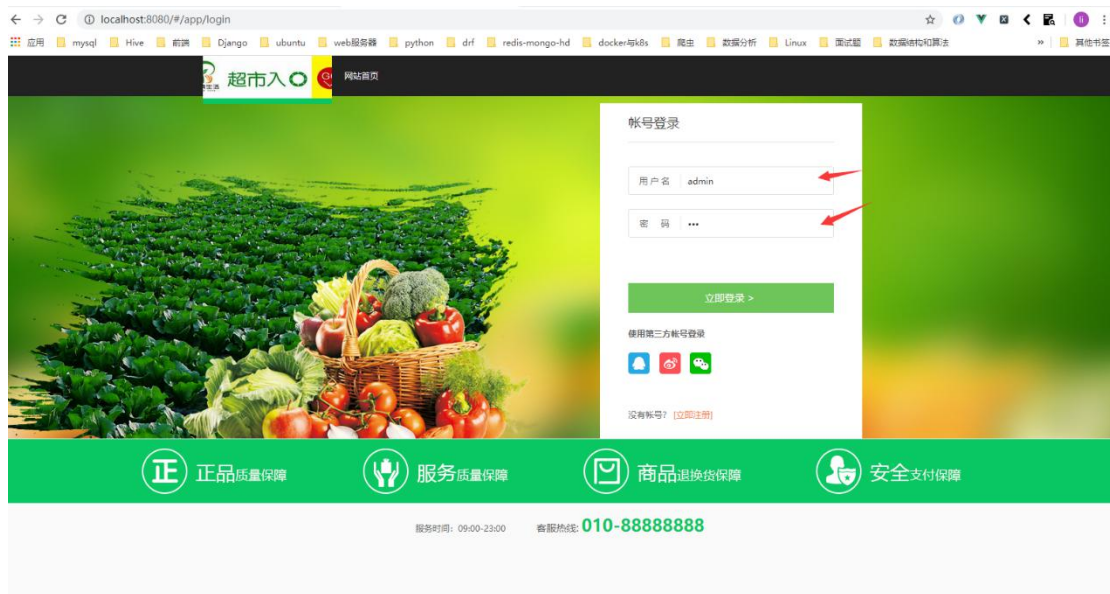 localhost:8080/#/app/login
应用 mysql Hive 前端 Django ubuntu web服务器 python drf redis-mongo-hd docker与k8s 爬虫 数据分析 Linux 面试题 数据结构和算法 » 其他书签
超市入口 网站首页
帐号登录
用户名 admin
密 码 •••
立即登录 >
使用第三方帐号登录
没有帐号? [立即注册]
正 正品质量保障 服务质量保障 商品退换货保障 安全支付保障
服务时间: 09:00-23:00 客服热线: 010-88888888